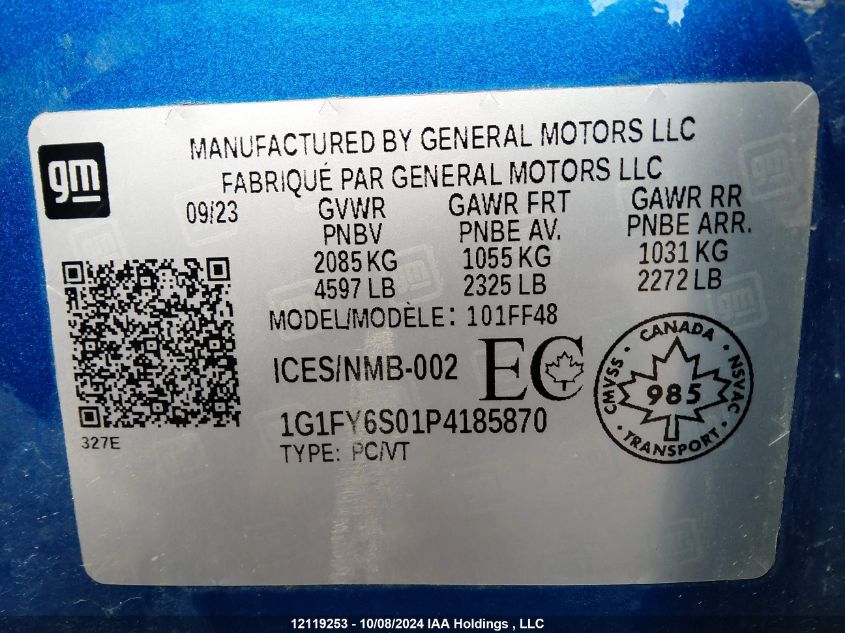 MANUFACTURED BY GENERAL MOTORS LLC
FABRIQUÉ PAR GENERAL MOTORS LLC
gm
09/23
GVWR
PNBV
2085 KG
4597 LB
GAWR FRT
PNBE AV.
1055 KG
2325 LB
GAWR RR
PNBE ARR.
1031 KG
2272 LB
MODEL/MODÈLE: 101FF48
ICES/NMB-002
EC
1G1FY6S01P4185870
TYPE: PC/VT
327E
CANADA
CMVSS
985
NSVAC
TRANSPORT
12119253 - 10/08/2024 IAA Holdings , LLC